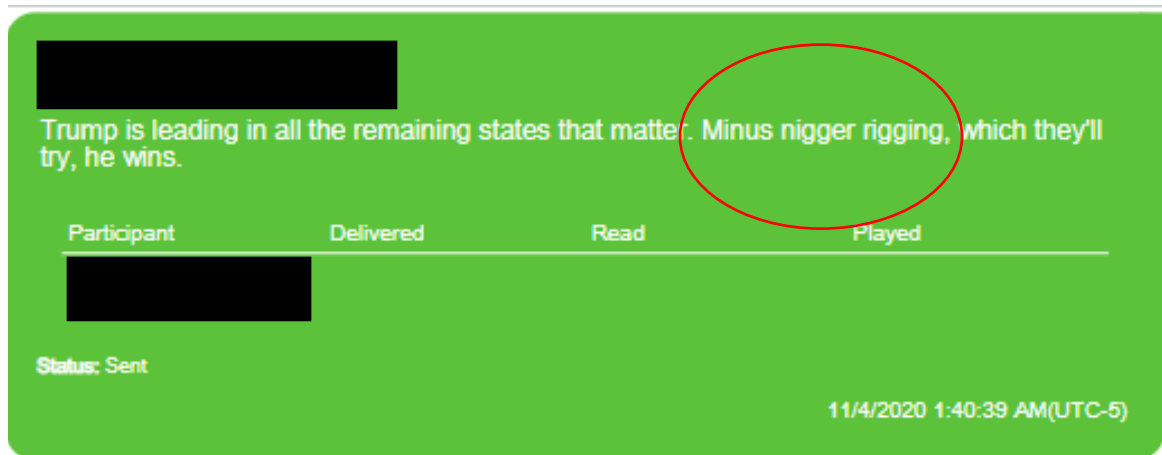 Trump is leading in all the remaining states that matter. Minus nigger rigging, which they'll
try, he wins.
Participant Delivered Read Played
Status: Sent
11/4/2020 1:40:39 AM(UTC-5)